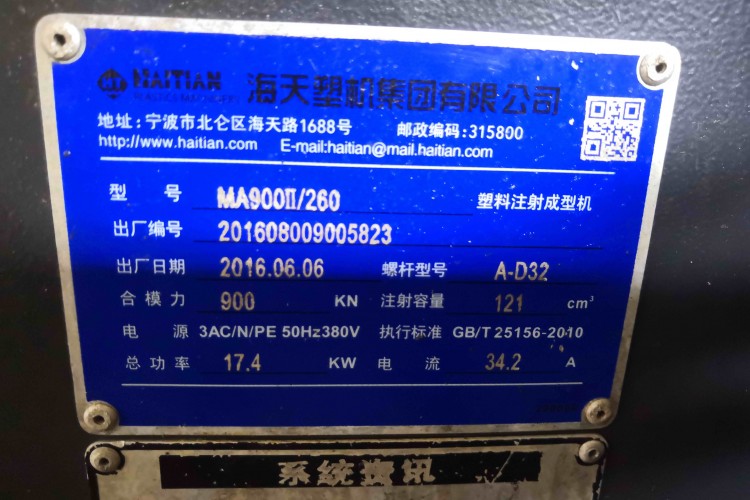 HAITIAN 海天塑机集团有限公司
地址:宁波市北仑区海天路1688号 邮政编码:315800
http://www.haitian.com E-mail:haitian@mail.haitian.com
型号 MA900Ⅱ/260 塑料注射成型机
出厂编号 201608009005823
出厂日期 2016.06.06 螺杆型号 A-D32
合模力 900 KN 注射容量 121 cm³
电源 3AC/N/PE 50Hz380V 执行标准 GB/T 25156-2010
总功率 17.4 KW 电流 34.2 A
系统资讯